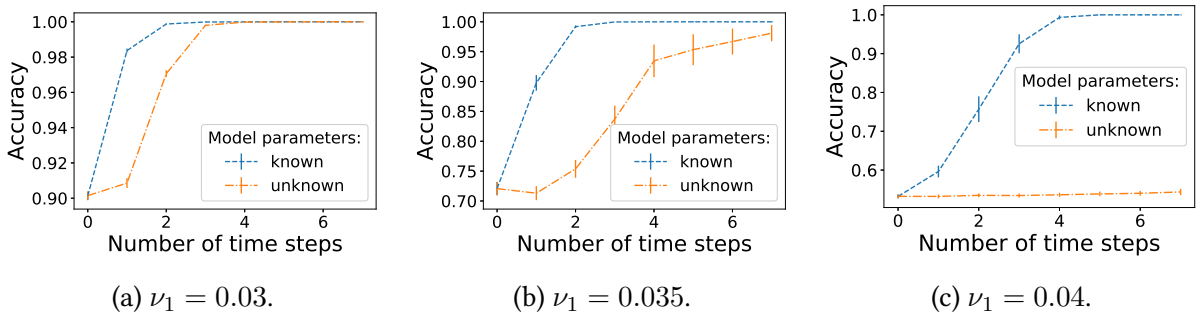 1.00
0.98
0.96
0.94
0.92
0.90
Accuracy
Model parameters:
known
unknown
0 2 4 6
Number of time steps
(a) ν₁ = 0.03.
1.00
0.95
0.90
0.85
0.80
0.75
0.70
Accuracy
Model parameters:
known
unknown
0 2 4 6
Number of time steps
(b) ν₁ = 0.035.
1.0
0.9
0.8
0.7
0.6
Accuracy
Model parameters:
known
unknown
0 2 4 6
Number of time steps
(c) ν₁ = 0.04.